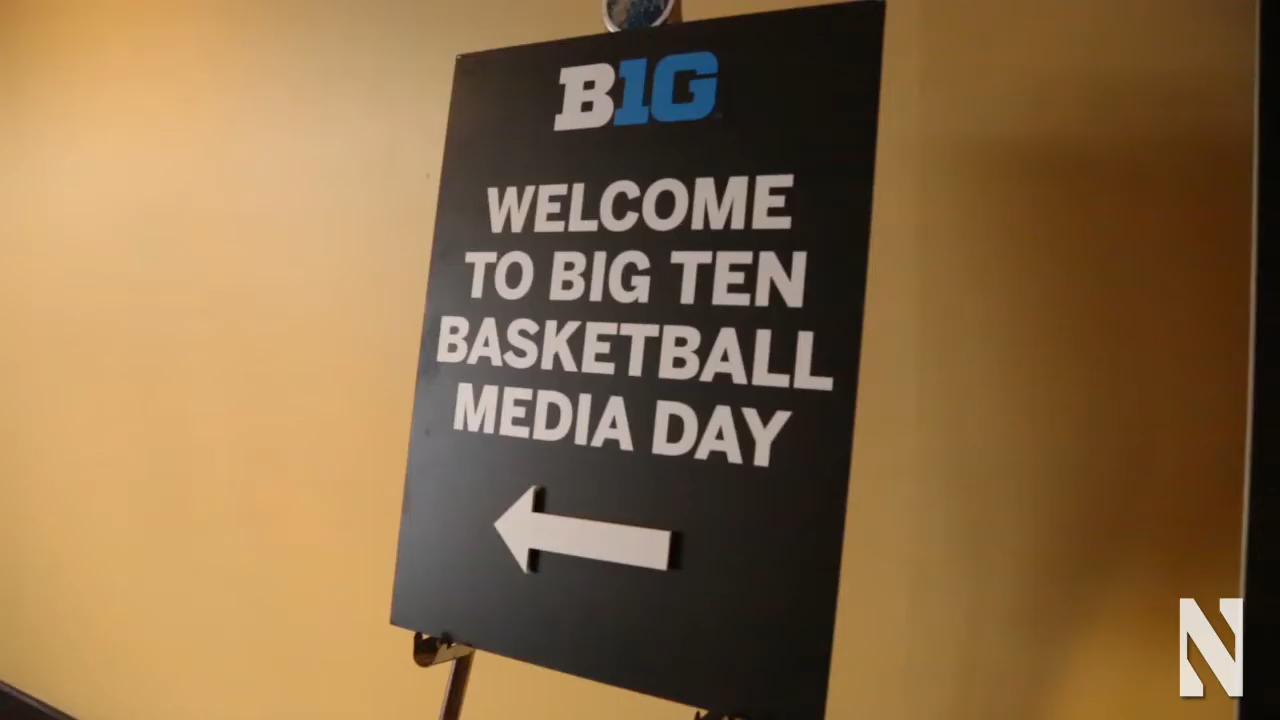 B1G
WELCOME
TO BIG TEN
BASKETBALL
MEDIA DAY
N